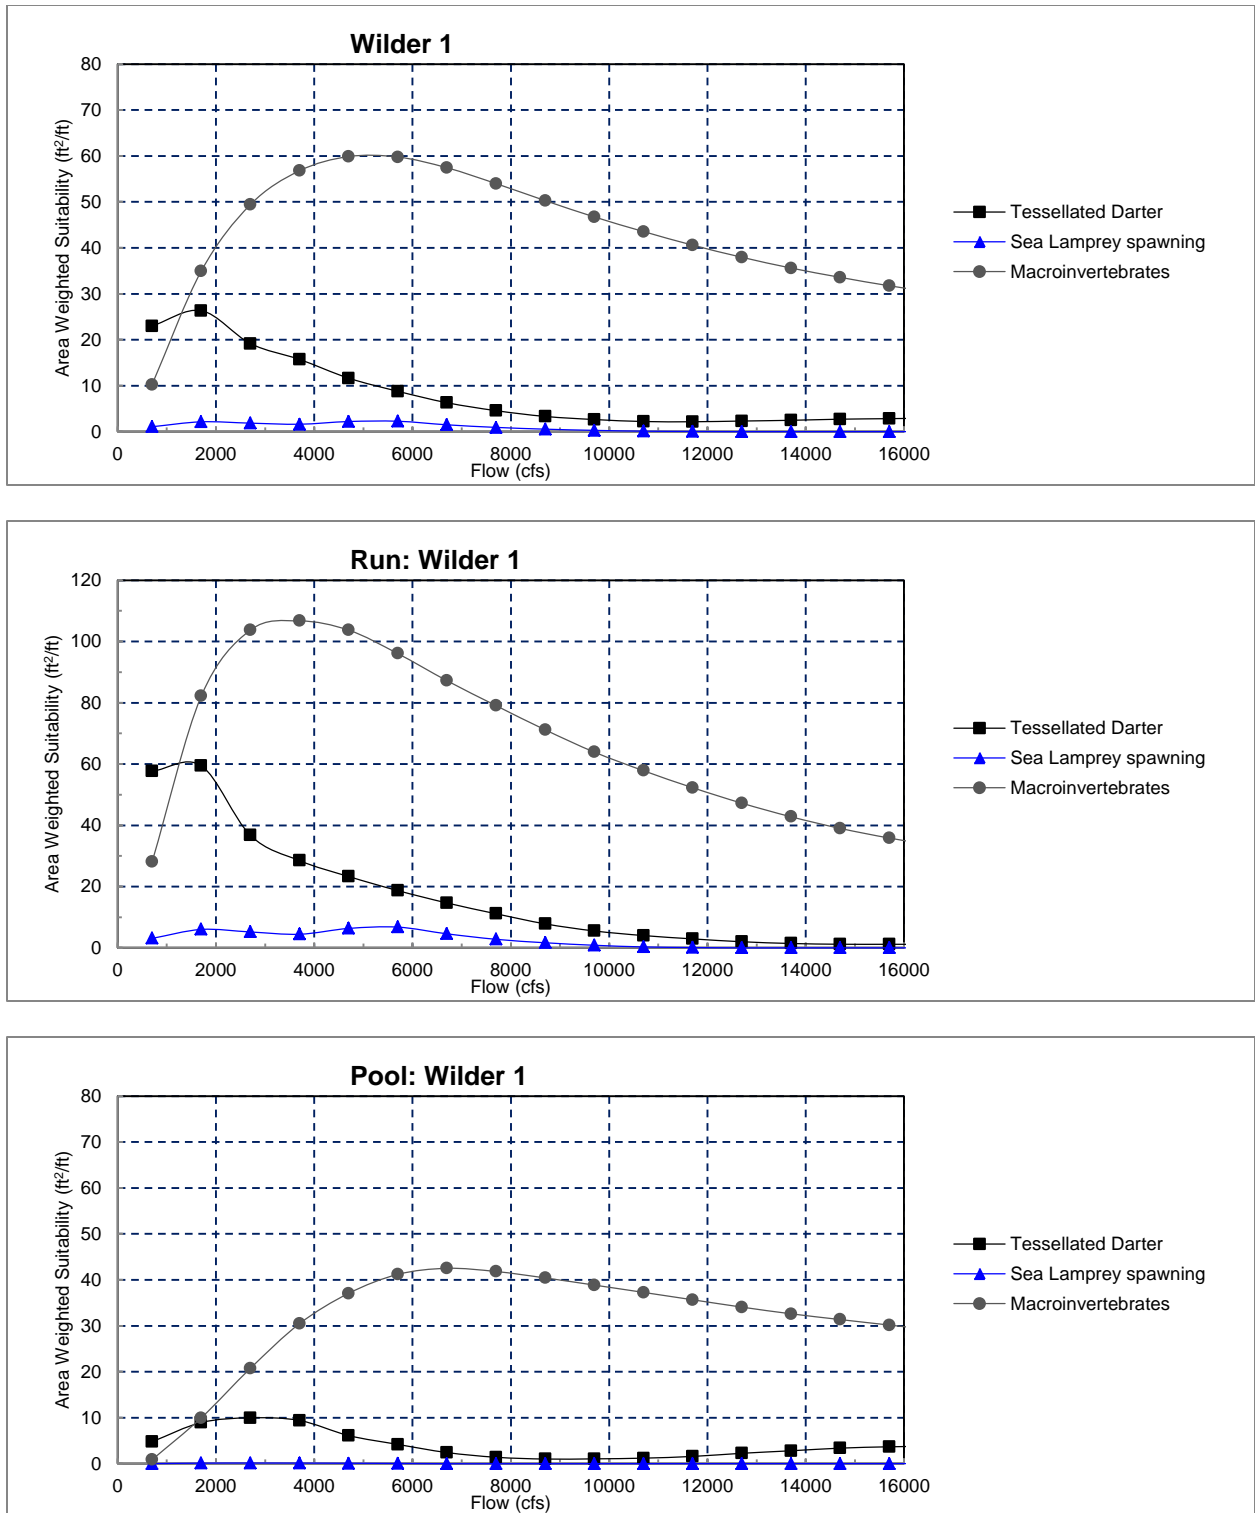 Wilder 1
Area Weighted Suitability (ft²/ft)
80
70
60
50
40
30
20
10
0
0 2000 4000 6000 8000 10000 12000 14000 16000
Flow (cfs)
Tessellated Darter
Sea Lamprey spawning
Macroinvertebrates
Run: Wilder 1
Area Weighted Suitability (ft²/ft)
120
100
80
60
40
20
0
0 2000 4000 6000 8000 10000 12000 14000 16000
Flow (cfs)
Tessellated Darter
Sea Lamprey spawning
Macroinvertebrates
Pool: Wilder 1
Area Weighted Suitability (ft²/ft)
80
70
60
50
40
30
20
10
0
0 2000 4000 6000 8000 10000 12000 14000 16000
Flow (cfs)
Tessellated Darter
Sea Lamprey spawning
Macroinvertebrates